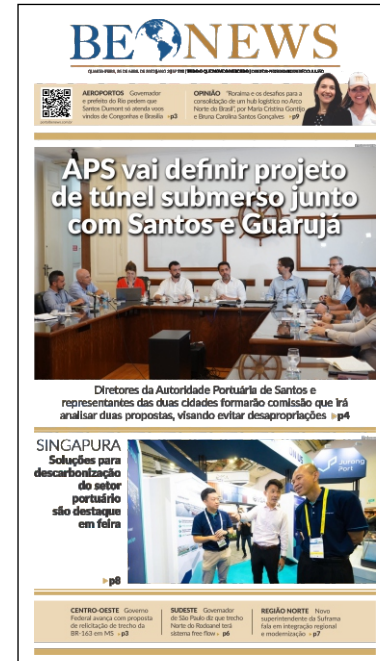 BE NEWS
AEROPORTOS Governador
e prefeito do Rio pedem que
Santos Dumont só atenda voos
vindos de Congonhas e Brasília ▸p3
OPINIÃO "Roraima e os desafios para a
consolidação de um hub logístico no Arco
Norte do Brasil", por Maria Cristina Gontijo
e Bruna Carolina Santos Gonçalves ▸p9
APS vai definir projeto
de túnel submerso junto
com Santos e Guarujá
Diretores da Autoridade Portuária de Santos e
representantes das duas cidades formarão comissão que irá
analisar duas propostas, visando evitar desapropriações ▸p4
SINGAPURA
Soluções para
descarbonização
do setor
portuário
são destaque
em feira
▸p8
Jurong
Port
CENTRO-OESTE Governo
Federal avança com proposta
de relicitação de trecho da
BR-163 em MS ▸p3
SUDESTE Governador
de São Paulo diz que trecho
Norte do Rodoanel terá
sistema free flow ▸p6
REGIÃO NORTE Novo
superintendente da Suframa
fala em integração regional
e modernização ▸p7